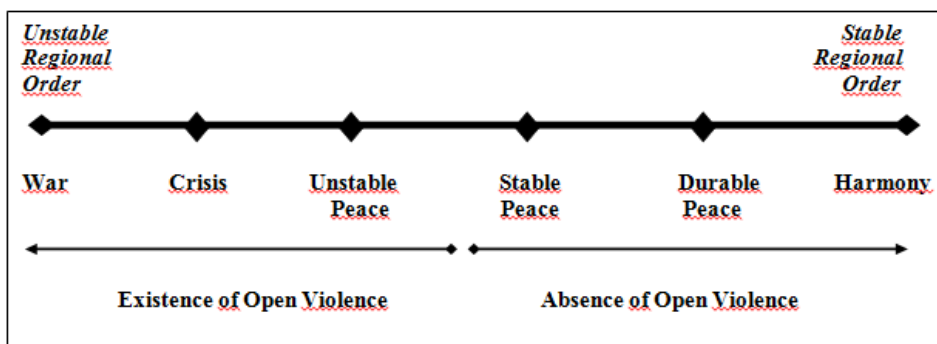 Unstable
Regional
Order
Stable
Regional
Order
War
Crisis
Unstable
Peace
Stable
Peace
Durable
Peace
Harmony
Existence of Open Violence
Absence of Open Violence